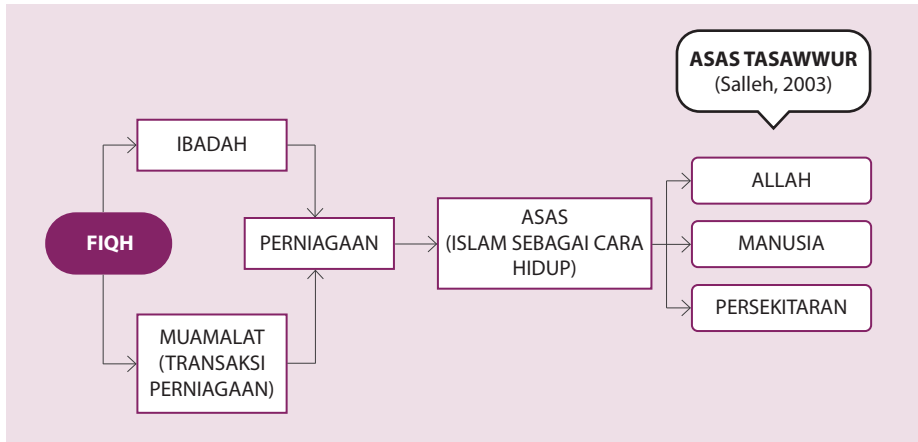 ASAS TASAWWUR
(Salleh, 2003)
IBADAH
FIQH
PERNIAGAAN
MUAMALAT
(TRANSAKSI
PERNIAGAAN)
ASAS
(ISLAM SEBAGAI CARA
HIDUP)
ALLAH
MANUSIA
PERSEKITARAN